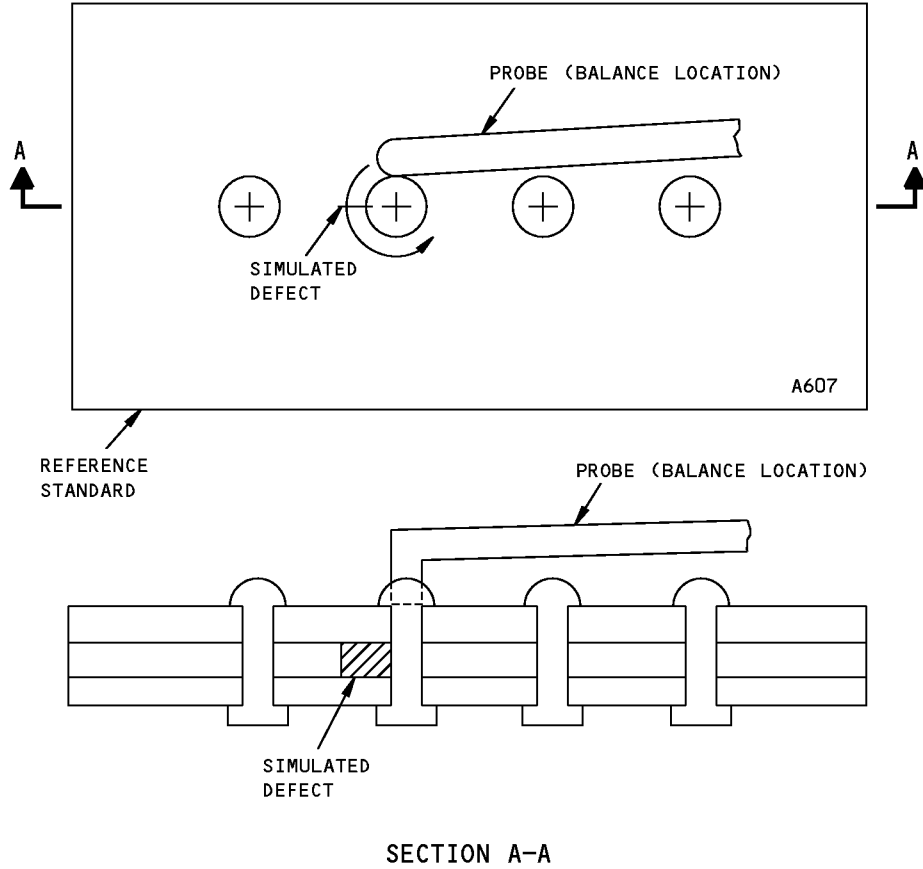 PROBE (BALANCE LOCATION)
A
A
SIMULATED
DEFECT
A607
REFERENCE
STANDARD
PROBE (BALANCE LOCATION)
SIMULATED
DEFECT
SECTION A-A